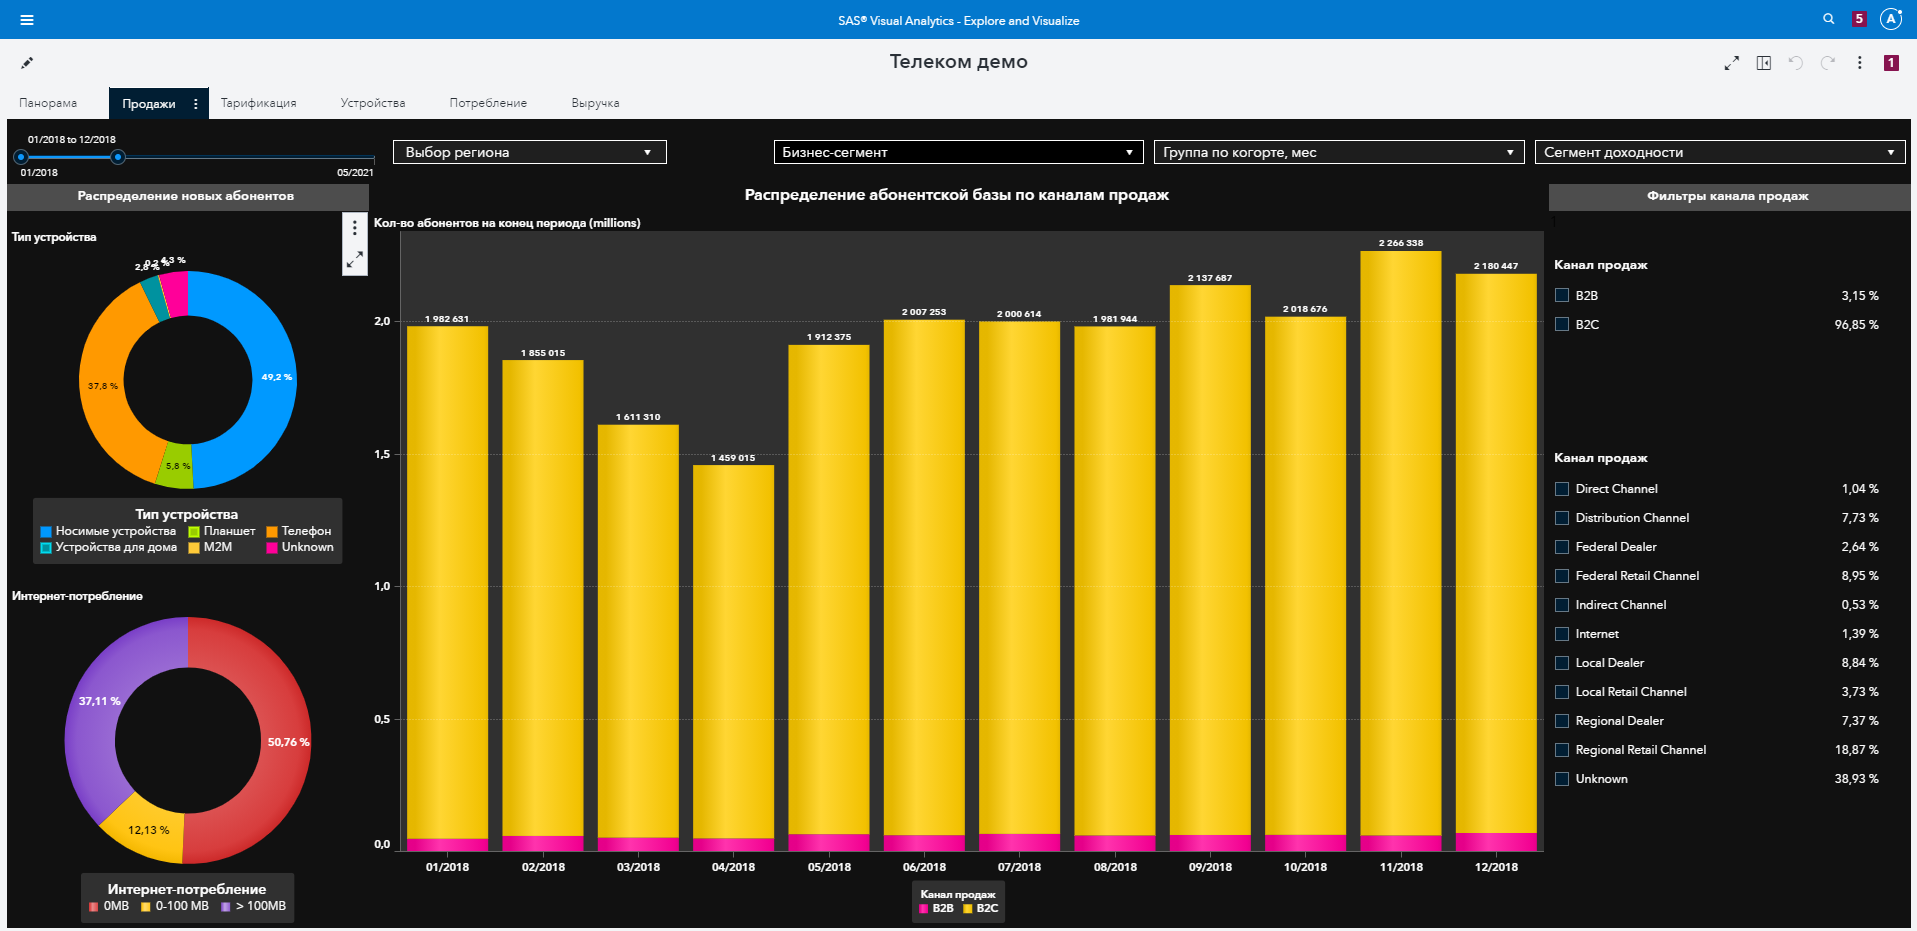 SAS® Visual Analytics - Explore and Visualize
5
A
Телеком демо
1
Панорама
Продажи
Тарификация
Устройства
Потребление
Выручка
01/2018 to 12/2018
01/2018
05/2021
Выбор региона
Бизнес-сегмент
Группа по когорте, мес
Сегмент доходности
Распределение новых абонентов
Тип устройства
2,8 %
0,2 %
4,3 %
49,2 %
37,8 %
5,8 %
Тип устройства
Носимые устройства
Планшет
Телефон
Устройства для дома
M2M
Unknown
Интернет-потребление
37,11 %
50,76 %
12,13 %
Интернет-потребление
0MB
0-100 MB
> 100MB
Распределение абонентской базы по каналам продаж
Кол-во абонентов на конец периода (millions)
2,0
1,5
1,0
0,5
0,0
1 982 631
1 855 015
1 611 310
1 459 015
1 912 375
2 007 253
2 000 614
1 981 944
2 137 687
2 018 676
2 266 338
2 180 447
01/2018
02/2018
03/2018
04/2018
05/2018
06/2018
07/2018
08/2018
09/2018
10/2018
11/2018
12/2018
Канал продаж
B2B
B2C
Фильтры канала продаж
Канал продаж
B2B 3,15 %
B2C 96,85 %
Канал продаж
Direct Channel 1,04 %
Distribution Channel 7,73 %
Federal Dealer 2,64 %
Federal Retail Channel 8,95 %
Indirect Channel 0,53 %
Internet 1,39 %
Local Dealer 8,84 %
Local Retail Channel 3,73 %
Regional Dealer 7,37 %
Regional Retail Channel 18,87 %
Unknown 38,93 %